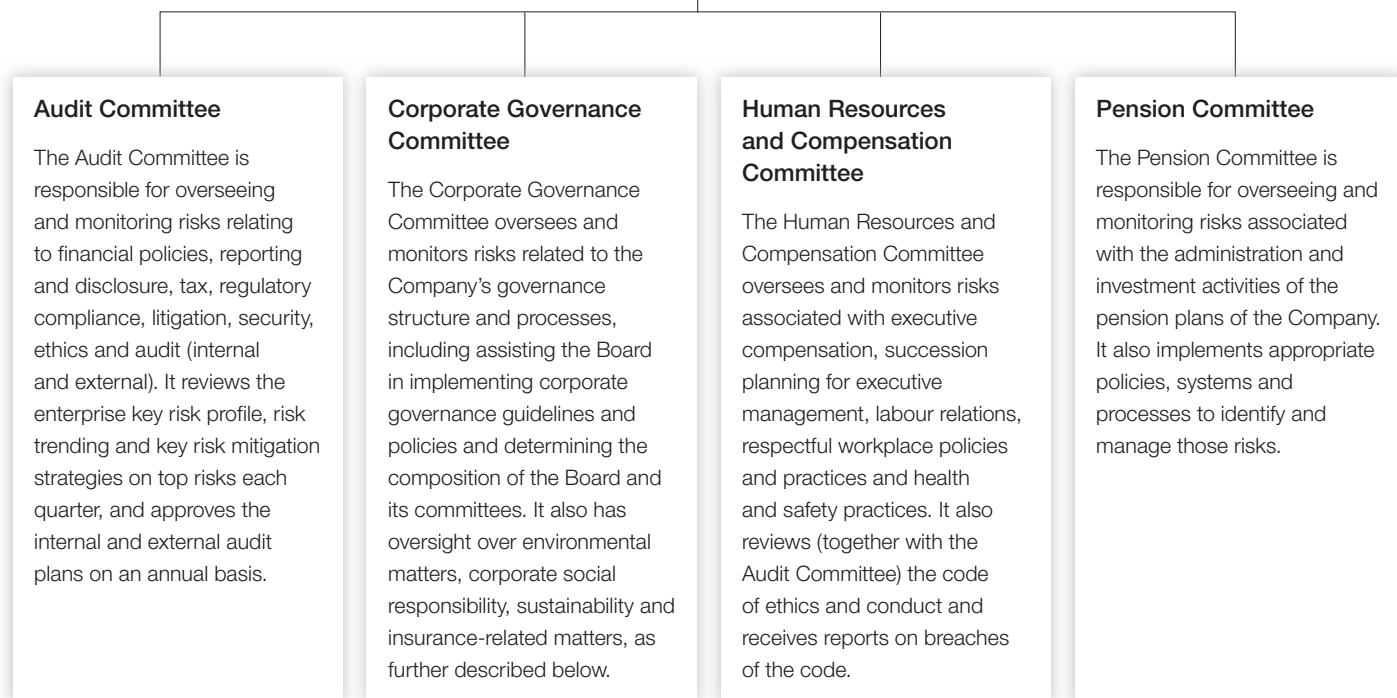 Audit Committee
The Audit Committee is
responsible for overseeing
and monitoring risks relating
to financial policies, reporting
and disclosure, tax, regulatory
compliance, litigation, security,
ethics and audit (internal
and external). It reviews the
enterprise key risk profile, risk
trending and key risk mitigation
strategies on top risks each
quarter, and approves the
internal and external audit
plans on an annual basis.
Corporate Governance
Committee
The Corporate Governance
Committee oversees and
monitors risks related to the
Company’s governance
structure and processes,
including assisting the Board
in implementing corporate
governance guidelines and
policies and determining the
composition of the Board and
its committees. It also has
oversight over environmental
matters, corporate social
responsibility, sustainability and
insurance-related matters, as
further described below.
Human Resources
and Compensation
Committee
The Human Resources and
Compensation Committee
oversees and monitors risks
associated with executive
compensation, succession
planning for executive
management, labour relations,
respectful workplace policies
and practices and health
and safety practices. It also
reviews (together with the
Audit Committee) the code
of ethics and conduct and
receives reports on breaches
of the code.
Pension Committee
The Pension Committee is
responsible for overseeing and
monitoring risks associated
with the administration and
investment activities of the
pension plans of the Company.
It also implements appropriate
policies, systems and
processes to identify and
manage those risks.